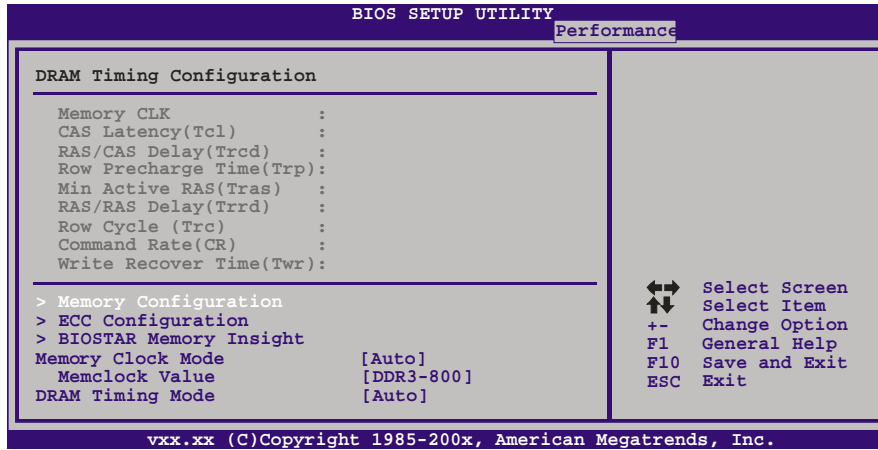 BIOS SETUP UTILITY
Performance
DRAM Timing Configuration
Memory CLK :
CAS Latency(Tcl) :
RAS/CAS Delay(Trcd) :
Row Precharge Time(Trp):
Min Active RAS(Tras) :
RAS/RAS Delay(Trrd) :
Row Cycle (Trc) :
Command Rate(CR) :
Write Recover Time(Twr):
> Memory Configuration
> ECC Configuration
> BIOSTAR Memory Insight
Memory Clock Mode [Auto]
Memclock Value [DDR3-800]
DRAM Timing Mode [Auto]
Select Screen
Select Item
+- Change Option
F1 General Help
F10 Save and Exit
ESC Exit
vxx.xx (C)Copyright 1985-200x, American Megatrends, Inc.